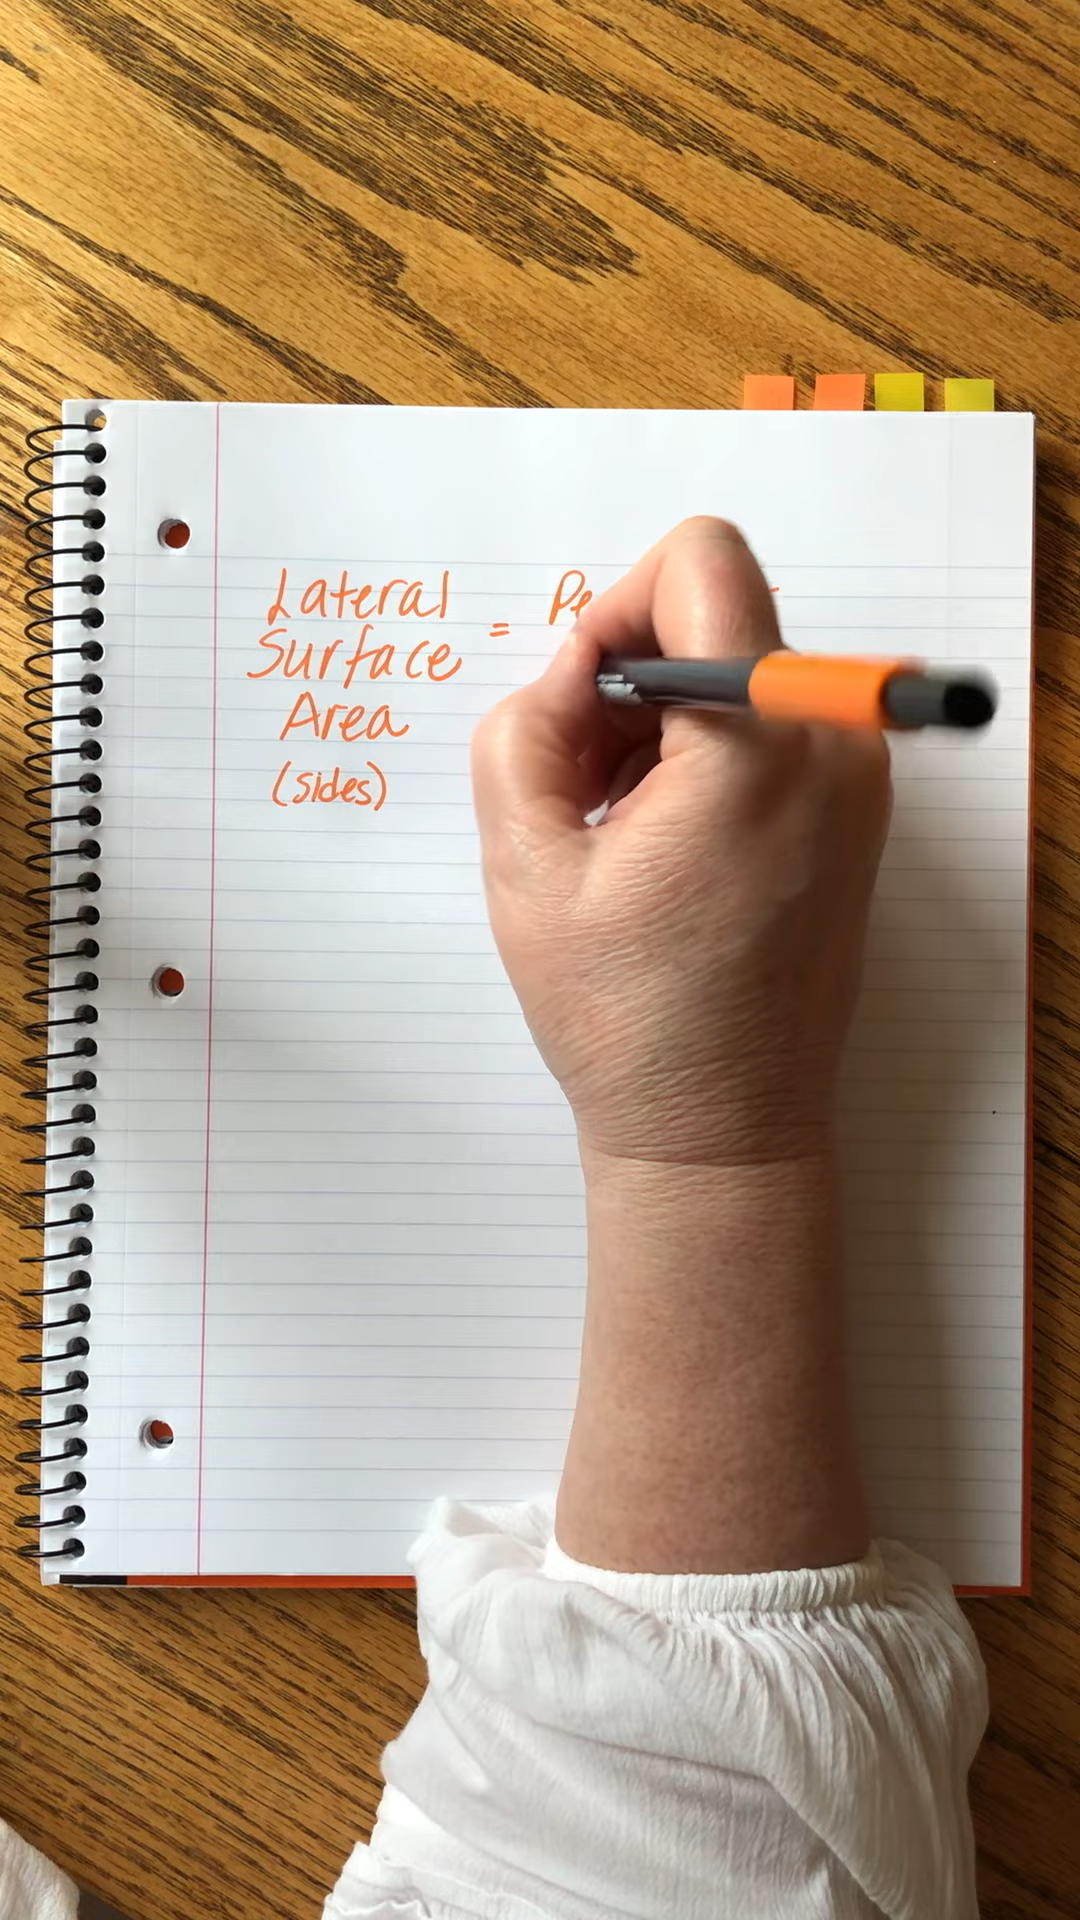 Lateral
Surface
Area
(sides)
=